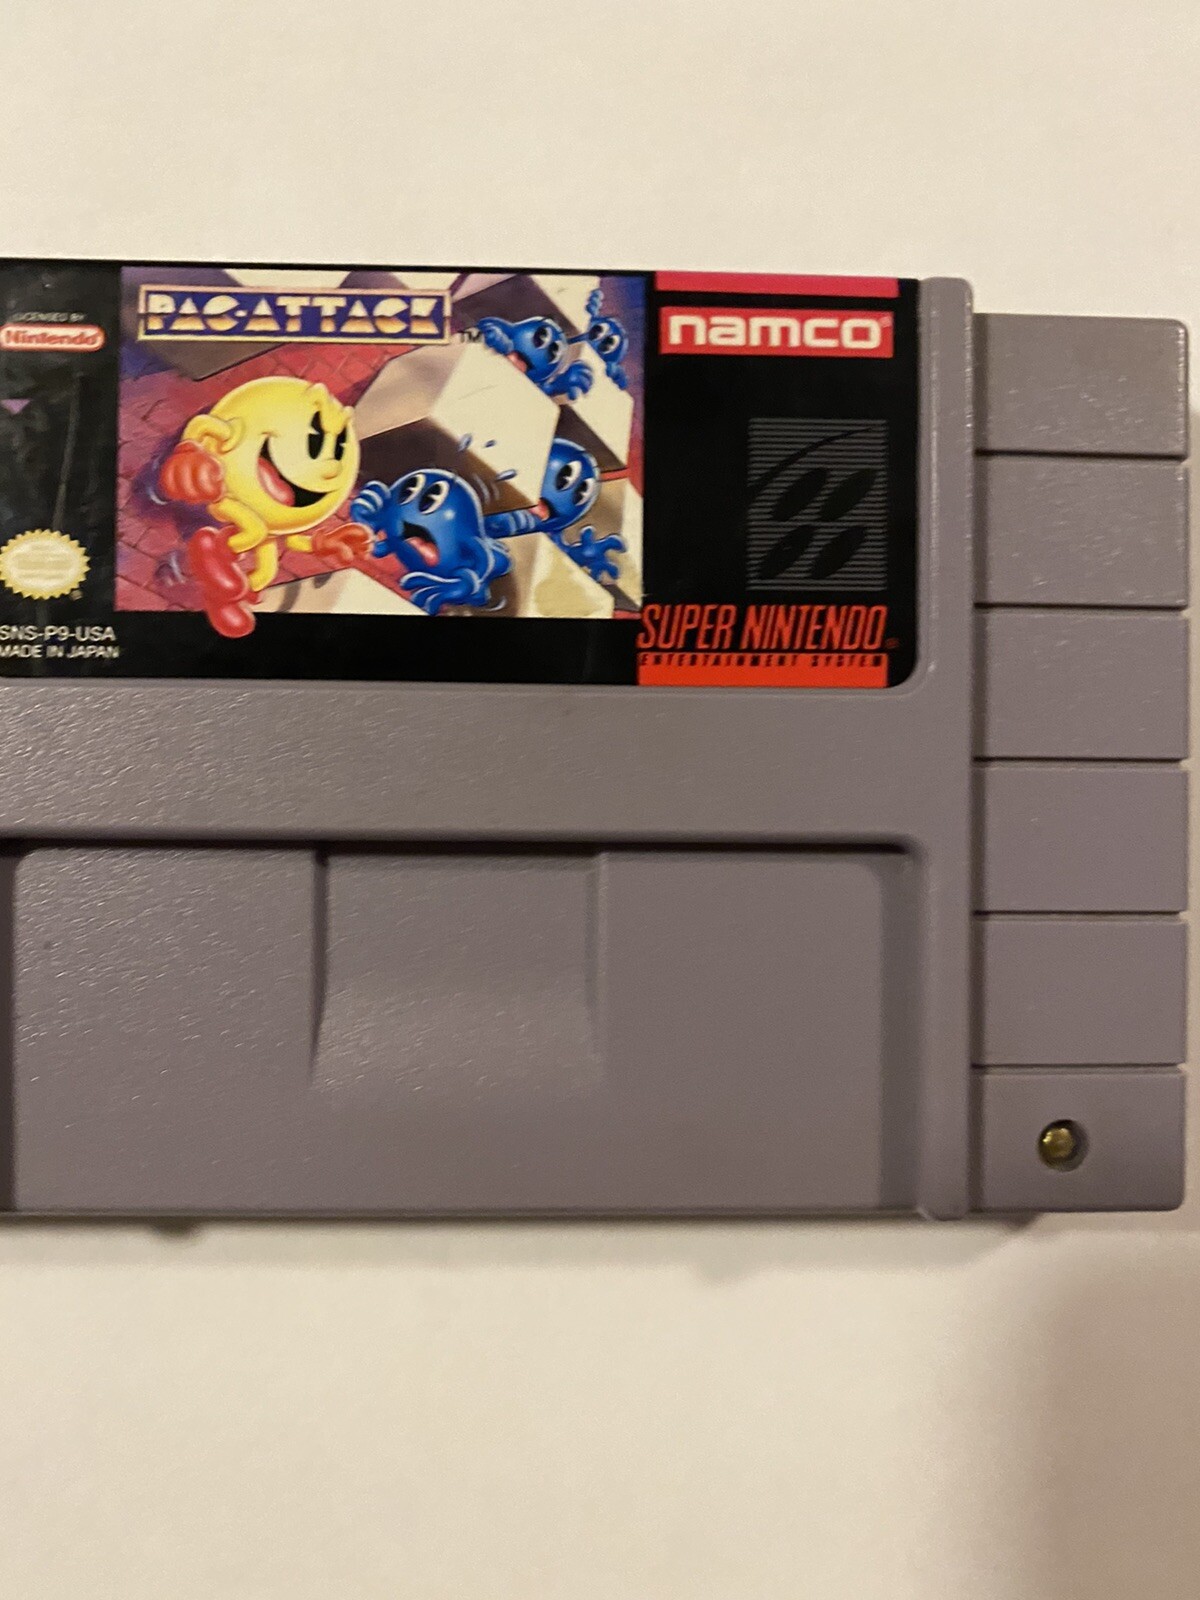 LICENSED BY
Nintendo
PAC-ATTACK
TM
namco®
SNS-P9-USA
MADE IN JAPAN
®
SUPER NINTENDO®
ENTERTAINMENT SYSTEM